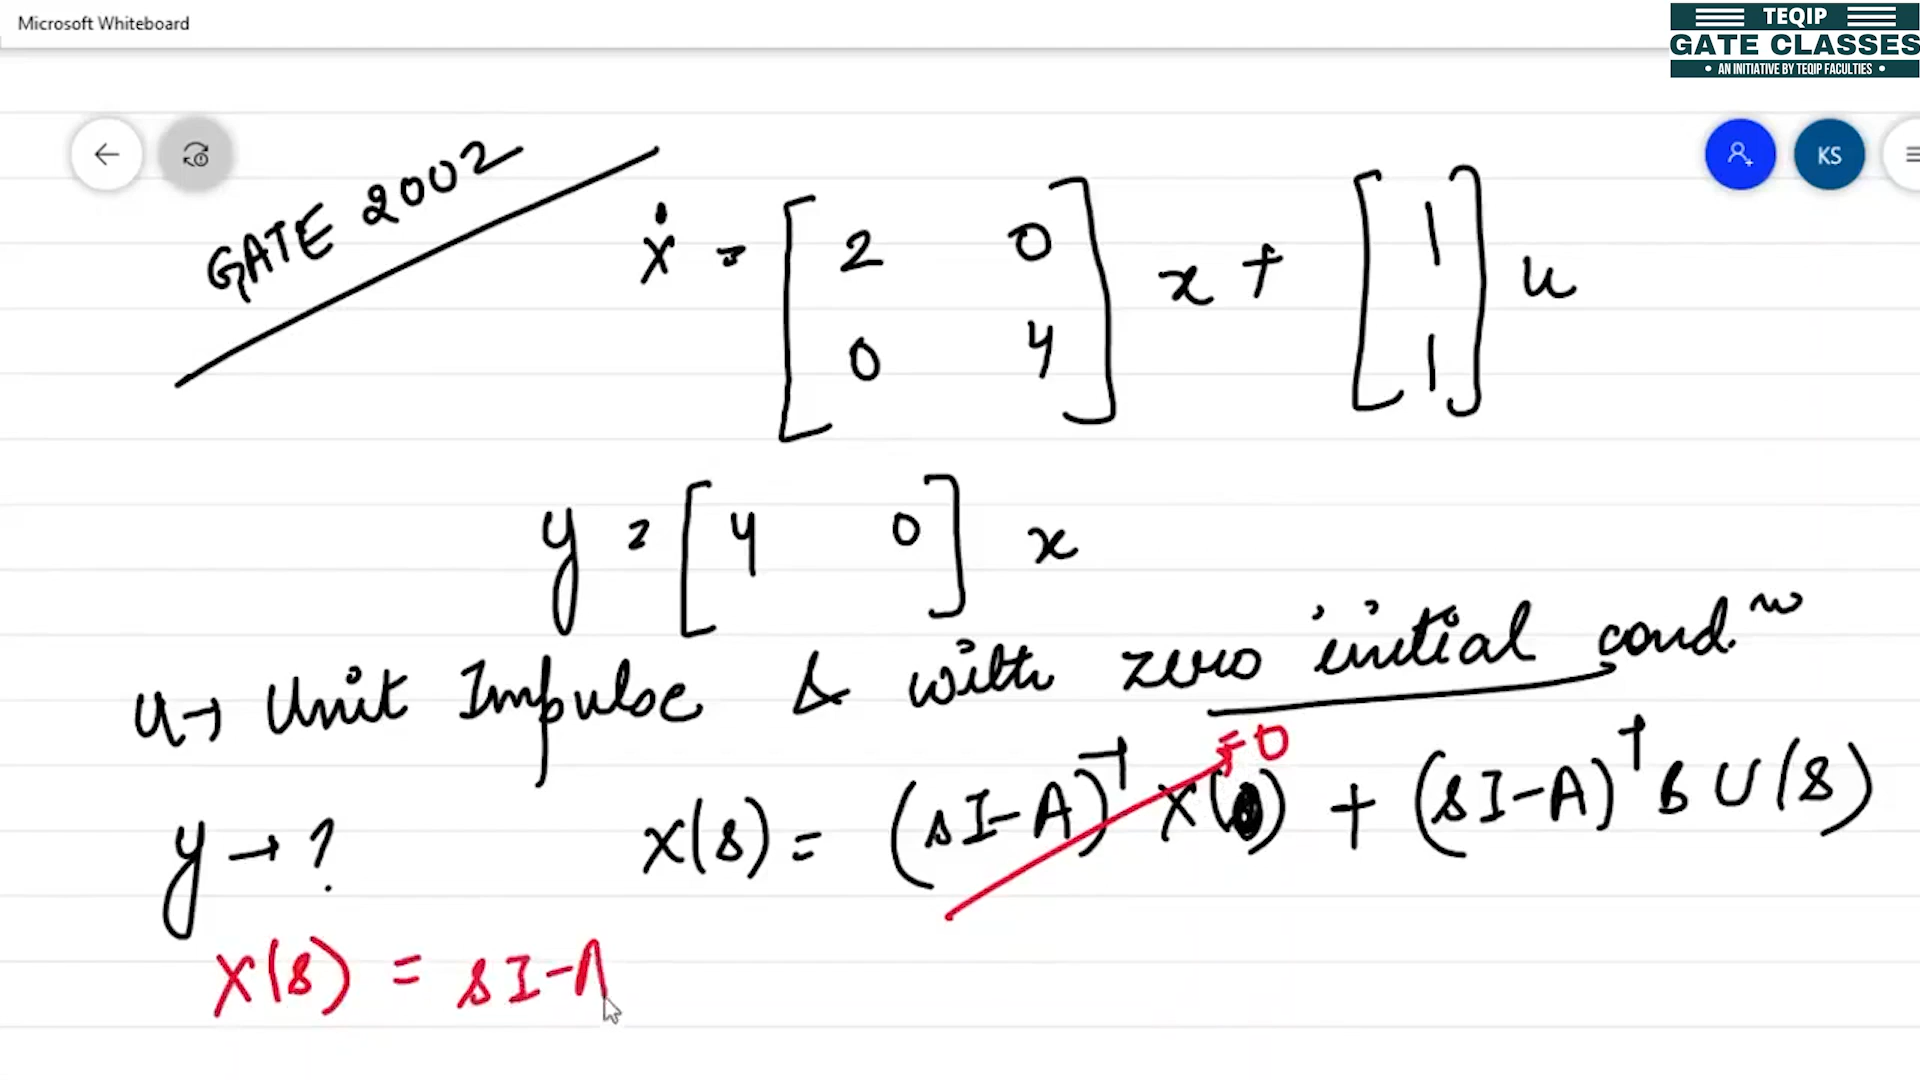 Microsoft Whiteboard
TEQIP
GATE CLASSES
• AN INITIATIVE BY TEQIP FACULTIES •
KS
GATE 2002
ẋ = [2 0; 0 4] x + [1; 1] u
y = [4 0] x
u → Unit Impulse & with zero initial cond.n
= 0
y → ? X(s) = (sI-A)⁻¹ X(0) + (sI-A)⁻¹ B U(s)
X(s) = sI-A